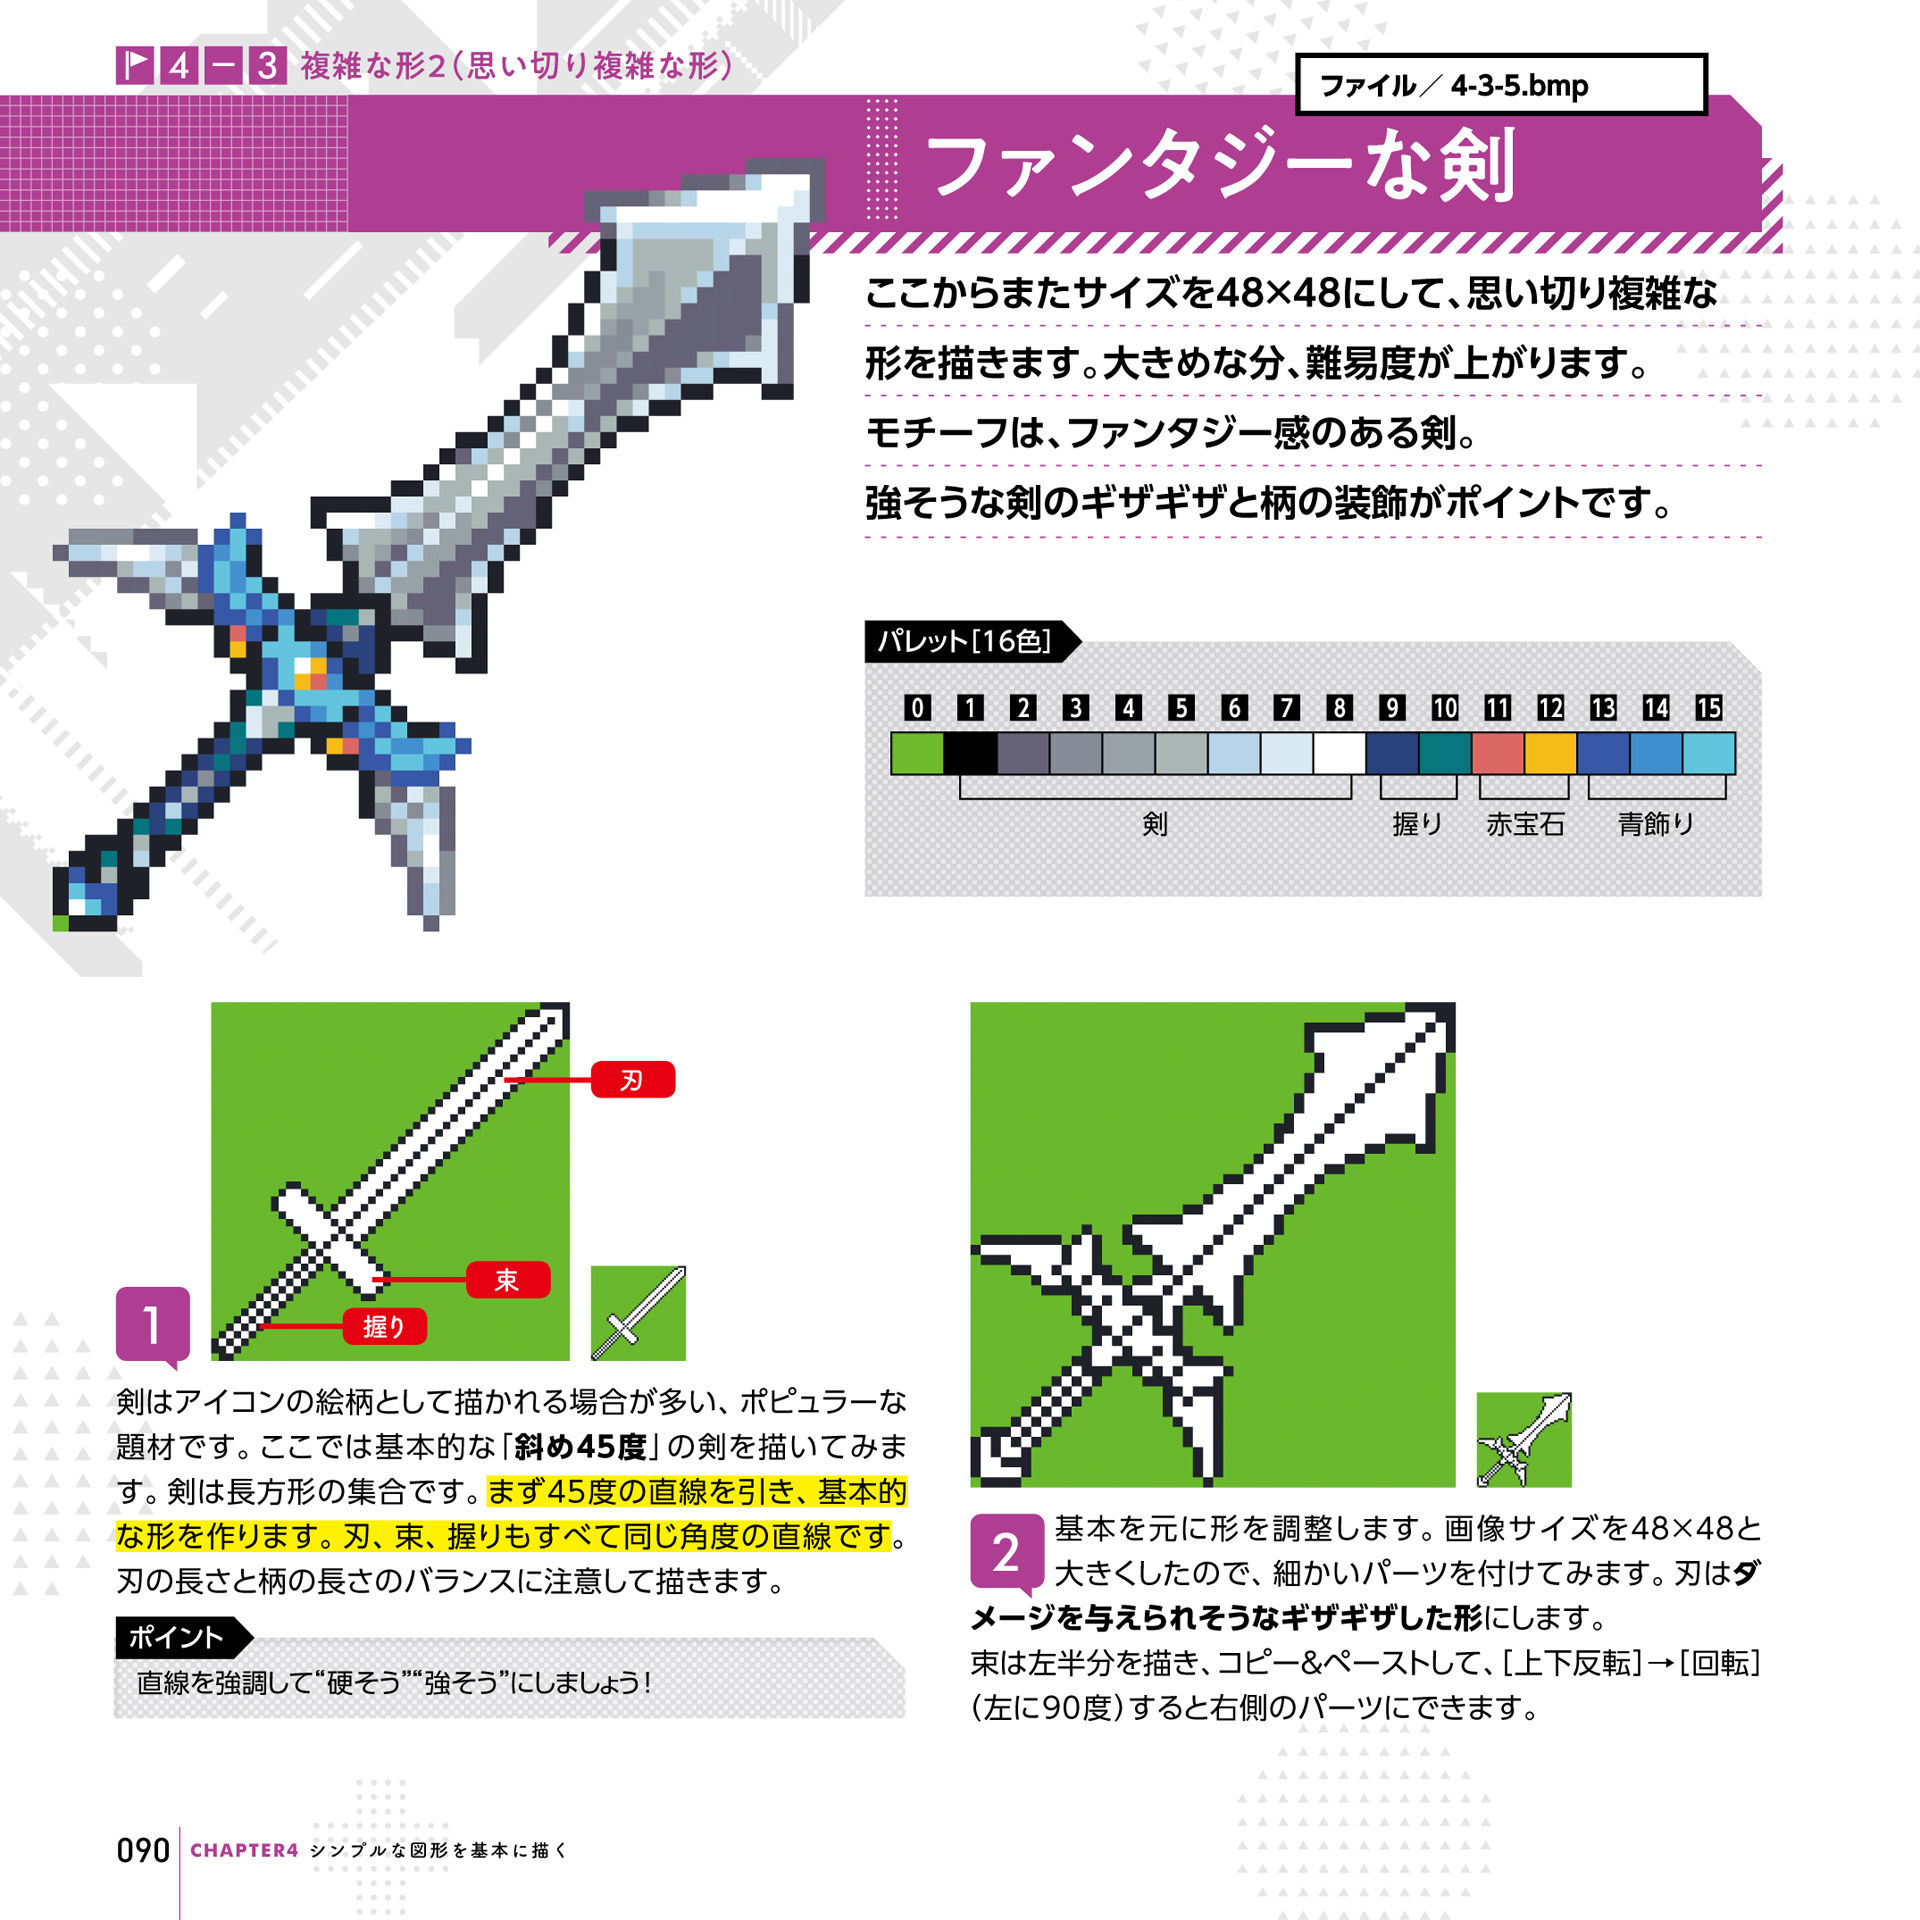 4-3 複雑な形2(思い切り複雑な形)
ファイル／ 4-3-5.bmp
ファンタジーな剣
ここからまたサイズを48×48にして、思い切り複雑な
形を描きます。大きめな分、難易度が上がります。
モチーフは、ファンタジー感のある剣。
強そうな剣のギザギザと柄の装飾がポイントです。
パレット[16色]
0 1 2 3 4 5 6 7 8 9 10 11 12 13 14 15
剣 握り 赤宝石 青飾り
刃
束
握り
1
剣はアイコンの絵柄として描かれる場合が多い、ポピュラーな
題材です。ここでは基本的な「斜め45度」の剣を描いてみま
す。剣は長方形の集合です。まず45度の直線を引き、基本的
な形を作ります。刃、束、握りもすべて同じ角度の直線です。
刃の長さと柄の長さのバランスに注意して描きます。
ポイント
直線を強調して“硬そう”“強そう”にしましょう！
2 基本を元に形を調整します。画像サイズを48×48と
大きくしたので、細かいパーツを付けてみます。刃はダ
メージを与えられそうなギザギザした形にします。
束は左半分を描き、コピー&ペーストして、[上下反転]→[回転]
(左に90度)すると右側のパーツにできます。
090 CHAPTER4 シンプルな図形を基本に描く